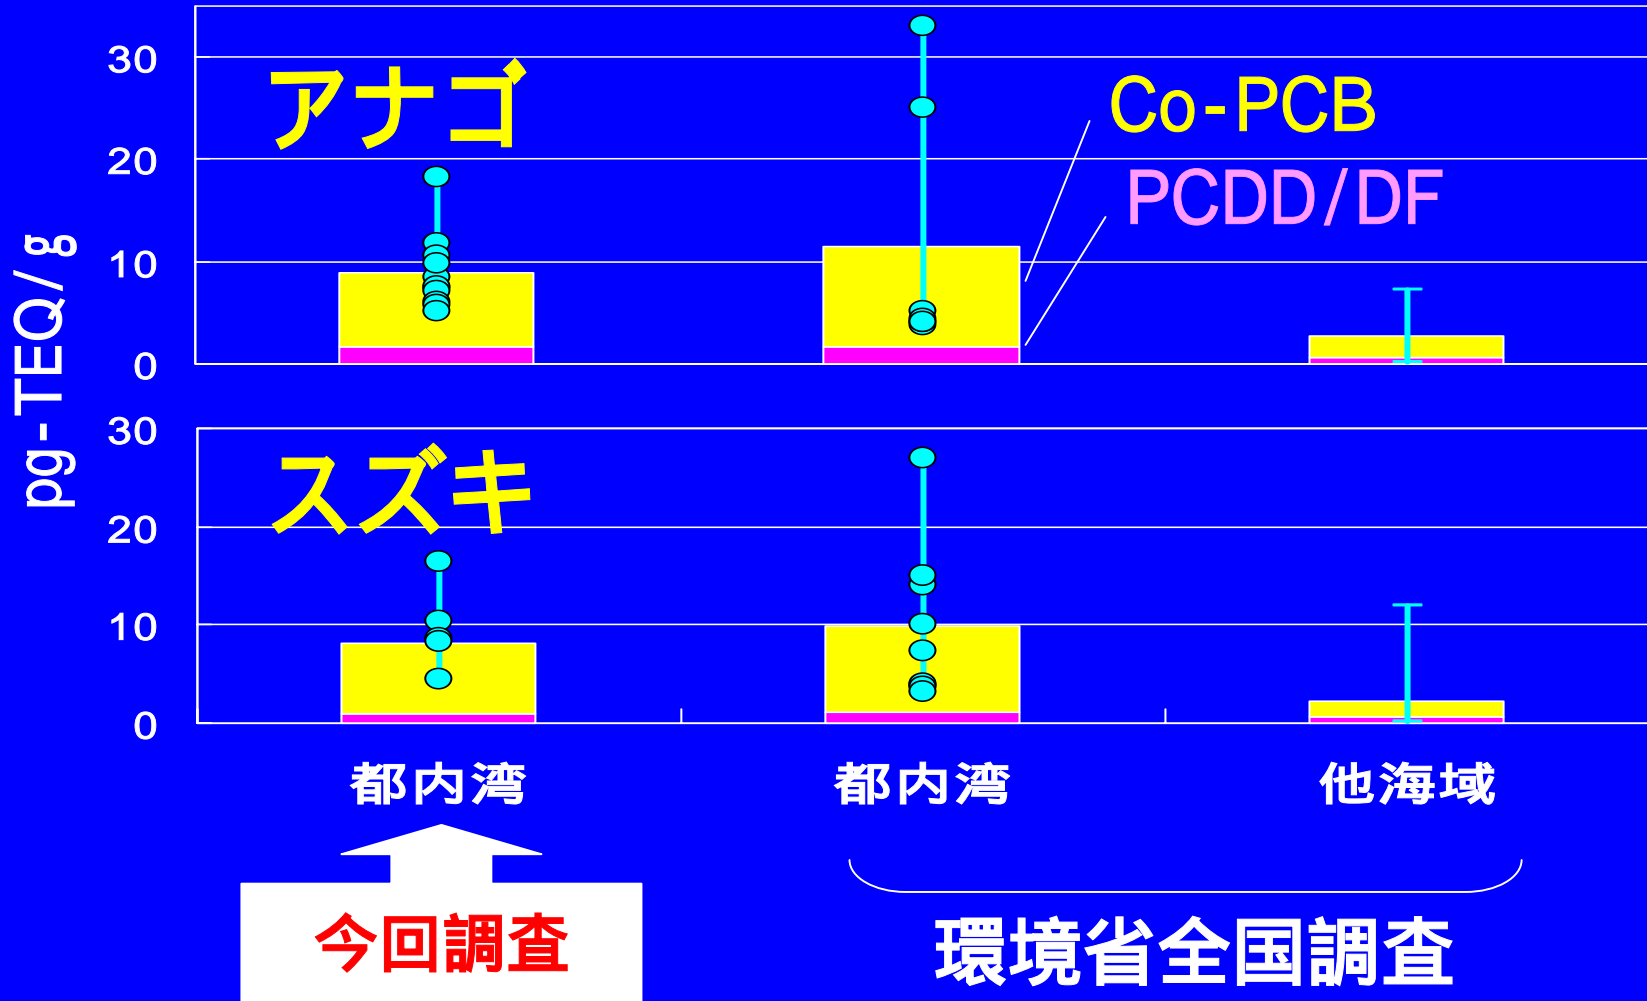 pg-TEQ/g
30
20
10
0
アナゴ
Co-PCB
PCDD/DF
30
20
10
0
スズキ
都内湾
都内湾
他海域
今回調査
環境省全国調査